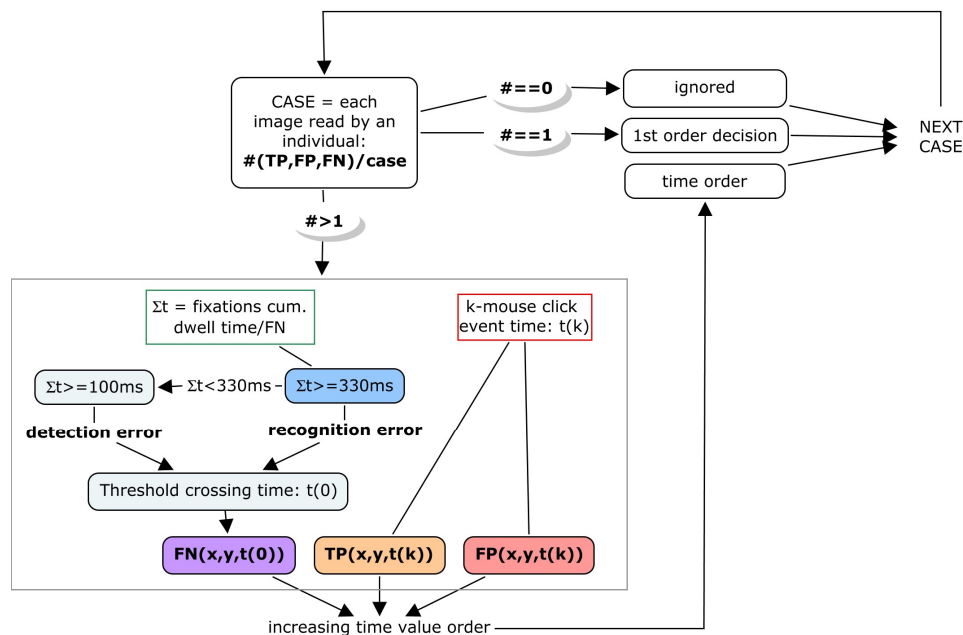 CASE = each
image read by an
individual:
#(TP,FP,FN)/case
#==0
ignored
#==1
1st order decision
time order
NEXT
CASE
#>1
Σt = fixations cum.
dwell time/FN
k-mouse click
event time: t(k)
Σt>=100ms
Σt<330ms
Σt>=330ms
detection error
recognition error
Threshold crossing time: t(0)
FN(x,y,t(0))
TP(x,y,t(k))
FP(x,y,t(k))
increasing time value order